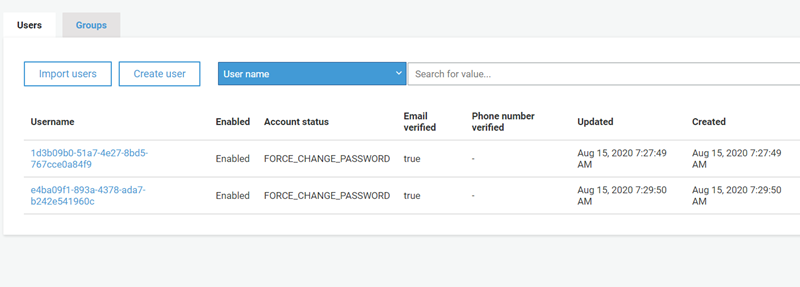 Users Groups
Import users Create user User name Search for value...
Username Enabled Account status Email verified Phone number verified Updated Created
1d3b09b0-51a7-4e27-8bd5-767cce0a84f9 Enabled FORCE_CHANGE_PASSWORD true - Aug 15, 2020 7:27:49 AM Aug 15, 2020 7:27:49 AM
e4ba09f1-893a-4378-ada7-b242e541960c Enabled FORCE_CHANGE_PASSWORD true - Aug 15, 2020 7:29:50 AM Aug 15, 2020 7:29:50 AM